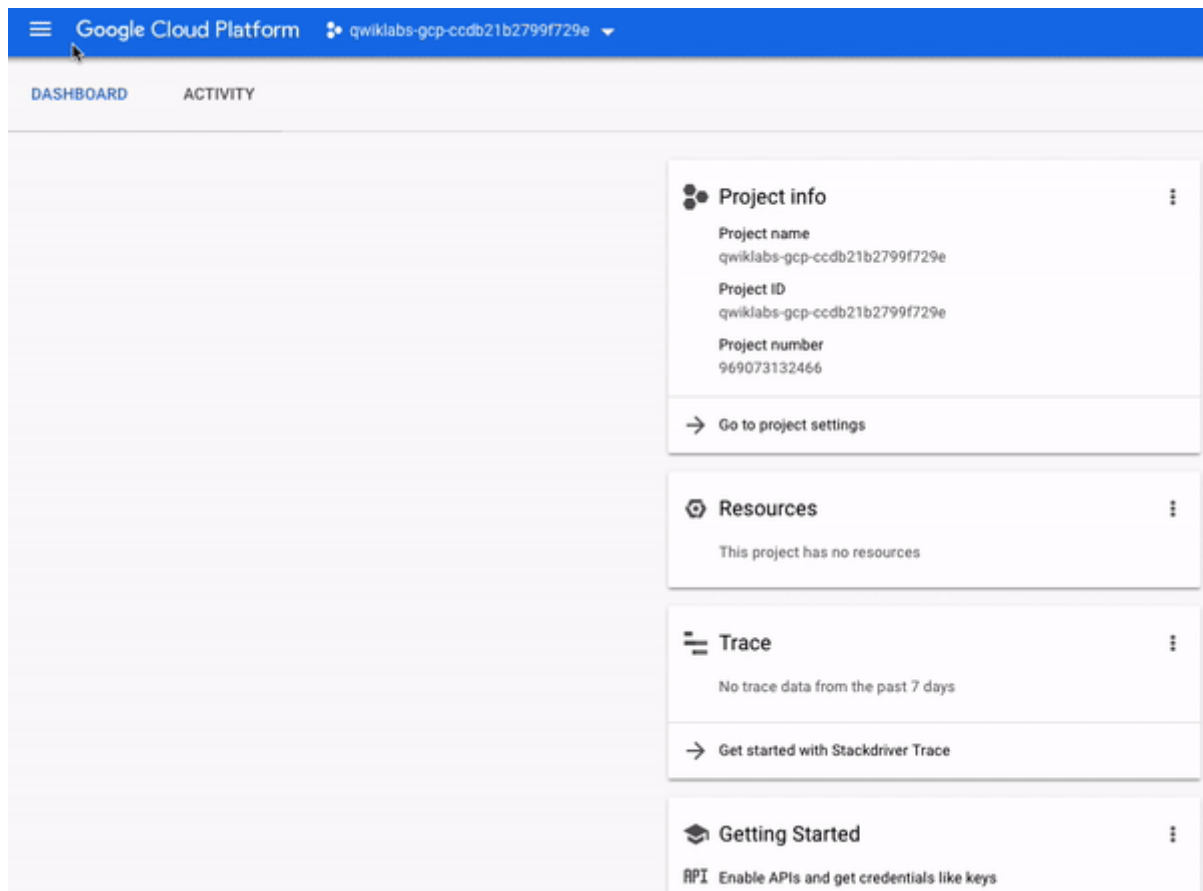 Google Cloud Platform qwiklabs-gcp-ccdb21b2799f729e
DASHBOARD ACTIVITY
Project info
Project name
qwiklabs-gcp-ccdb21b2799f729e
Project ID
qwiklabs-gcp-ccdb21b2799f729e
Project number
969073132466
Go to project settings
Resources
This project has no resources
Trace
No trace data from the past 7 days
Get started with Stackdriver Trace
Getting Started
API Enable APIs and get credentials like keys